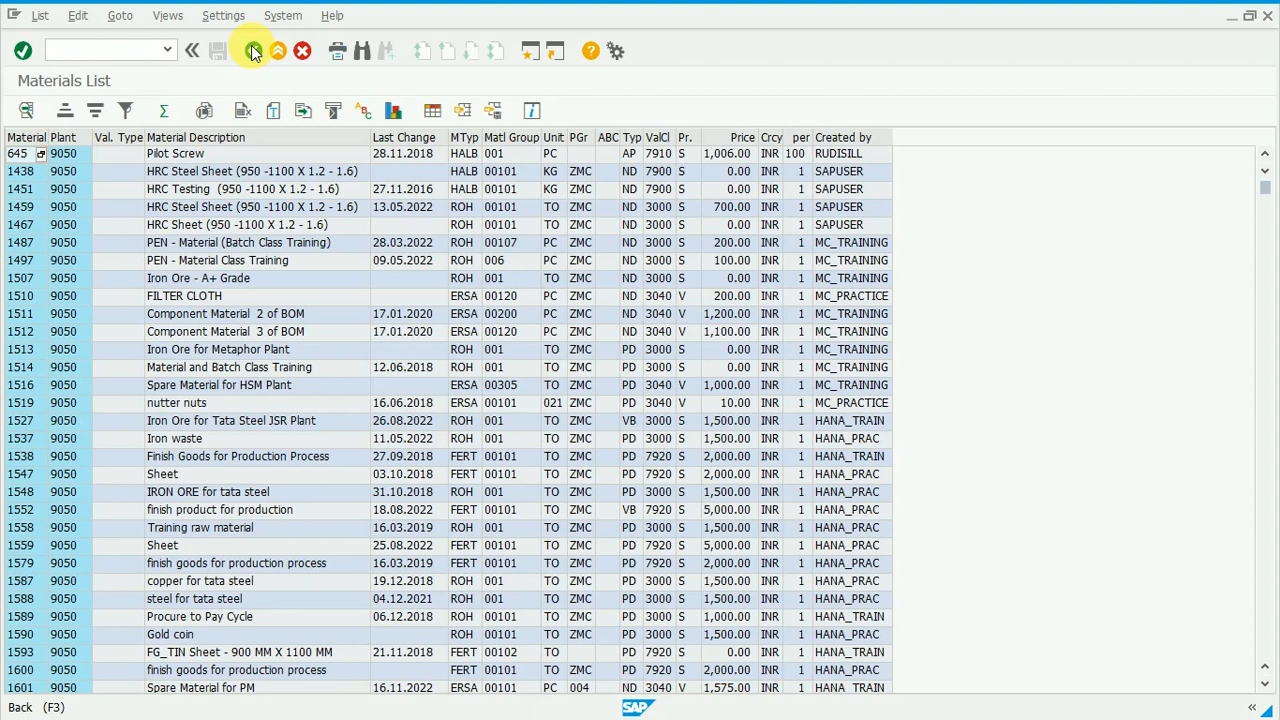 List Edit Goto Views Settings System Help
Materials List
Material Plant Val. Type Material Description Last Change MTyp Matl Group Unit PGr ABC Typ ValCl Pr. Price Crcy per Created by
645 9050 Pilot Screw 28.11.2018 HALB 001 PC AP 7910 S 1,006.00 INR 100 RUDISILL
1438 9050 HRC Steel Sheet (950 -1100 X 1.2 - 1.6) HALB 00101 KG ZMC ND 7900 S 0.00 INR 1 SAPUSER
1451 9050 HRC Testing (950 -1100 X 1.2 - 1.6) 27.11.2016 HALB 00101 KG ZMC ND 7900 S 0.00 INR 1 SAPUSER
1459 9050 HRC Steel Sheet (950 -1100 X 1.2 - 1.6) 13.05.2022 ROH 00101 TO ZMC ND 3000 S 700.00 INR 1 SAPUSER
1467 9050 HRC Sheet (950 -1100 X 1.2 - 1.6) ROH 00101 TO ZMC ND 3000 S 0.00 INR 1 SAPUSER
1487 9050 PEN - Material (Batch Class Training) 28.03.2022 ROH 00107 PC ZMC ND 3000 S 200.00 INR 1 MC_TRAINING
1497 9050 PEN - Material Class Training 09.05.2022 ROH 006 PC ZMC ND 3000 S 100.00 INR 1 MC_TRAINING
1507 9050 Iron Ore - A+ Grade ROH 001 TO ZMC ND 3000 S 0.00 INR 1 MC_TRAINING
1510 9050 FILTER CLOTH ERSA 00120 PC ZMC ND 3040 V 200.00 INR 1 MC_PRACTICE
1511 9050 Component Material 2 of BOM 17.01.2020 ERSA 00200 PC ZMC ND 3040 V 1,200.00 INR 1 MC_TRAINING
1512 9050 Component Material 3 of BOM 17.01.2020 ERSA 00120 PC ZMC ND 3040 V 1,100.00 INR 1 MC_TRAINING
1513 9050 Iron Ore for Metaphor Plant ROH 001 TO ZMC PD 3000 S 0.00 INR 1 MC_TRAINING
1514 9050 Material and Batch Class Training 12.06.2018 ROH 001 TO ZMC PD 3000 S 0.00 INR 1 MC_TRAINING
1516 9050 Spare Material for HSM Plant ERSA 00305 TO ZMC PD 3040 V 1,000.00 INR 1 MC_TRAINING
1519 9050 nutter nuts 16.06.2018 ERSA 00101 021 ZMC PD 3040 V 10.00 INR 1 MC_PRACTICE
1527 9050 Iron Ore for Tata Steel JSR Plant 26.08.2022 ROH 001 TO ZMC VB 3000 S 1,500.00 INR 1 HANA_TRAIN
1537 9050 Iron waste 11.05.2022 ROH 001 TO ZMC PD 3000 S 1,500.00 INR 1 HANA_PRAC
1538 9050 Finish Goods for Production Process 27.09.2018 FERT 00101 TO ZMC PD 7920 S 2,000.00 INR 1 HANA_TRAIN
1547 9050 Sheet 03.10.2018 FERT 00101 TO ZMC PD 7920 S 2,000.00 INR 1 HANA_PRAC
1548 9050 IRON ORE for tata steel 31.10.2018 ROH 001 TO ZMC PD 3000 S 1,500.00 INR 1 HANA_PRAC
1552 9050 finish product for production 18.08.2022 FERT 00101 TO ZMC VB 7920 S 5,000.00 INR 1 HANA_PRAC
1558 9050 Training raw material 16.03.2019 ROH 001 TO ZMC PD 3000 S 1,500.00 INR 1 HANA_PRAC
1559 9050 Sheet 25.08.2022 FERT 00101 TO ZMC PD 7920 S 5,000.00 INR 1 HANA_PRAC
1579 9050 finish goods for production process 16.03.2019 FERT 00101 TO ZMC PD 7920 S 2,000.00 INR 1 HANA_PRAC
1587 9050 copper for tata steel 19.12.2018 ROH 001 TO ZMC PD 3000 S 1,500.00 INR 1 HANA_PRAC
1588 9050 steel for tata steel 04.12.2021 ROH 001 TO ZMC PD 3000 S 1,500.00 INR 1 HANA_PRAC
1589 9050 Procure to Pay Cycle 06.12.2018 ROH 00101 TO ZMC PD 3000 S 1,500.00 INR 1 HANA_TRAIN
1590 9050 Gold coin ROH 00101 TO ZMC PD 3000 S 1,500.00 INR 1 HANA_PRAC
1593 9050 FG_TIN Sheet - 900 MM X 1100 MM 21.11.2018 FERT 00102 TO PD 7920 S 0.00 INR 1 HANA_TRAIN
1600 9050 finish goods for production process FERT 00101 TO ZMC PD 7920 S 2,000.00 INR 1 HANA_PRAC
1601 9050 Spare Material for PM 16.11.2022 ERSA 00101 PC 004 ND 3040 V 1,575.00 INR 1 HANA_TRAIN
Back (F3) SAP